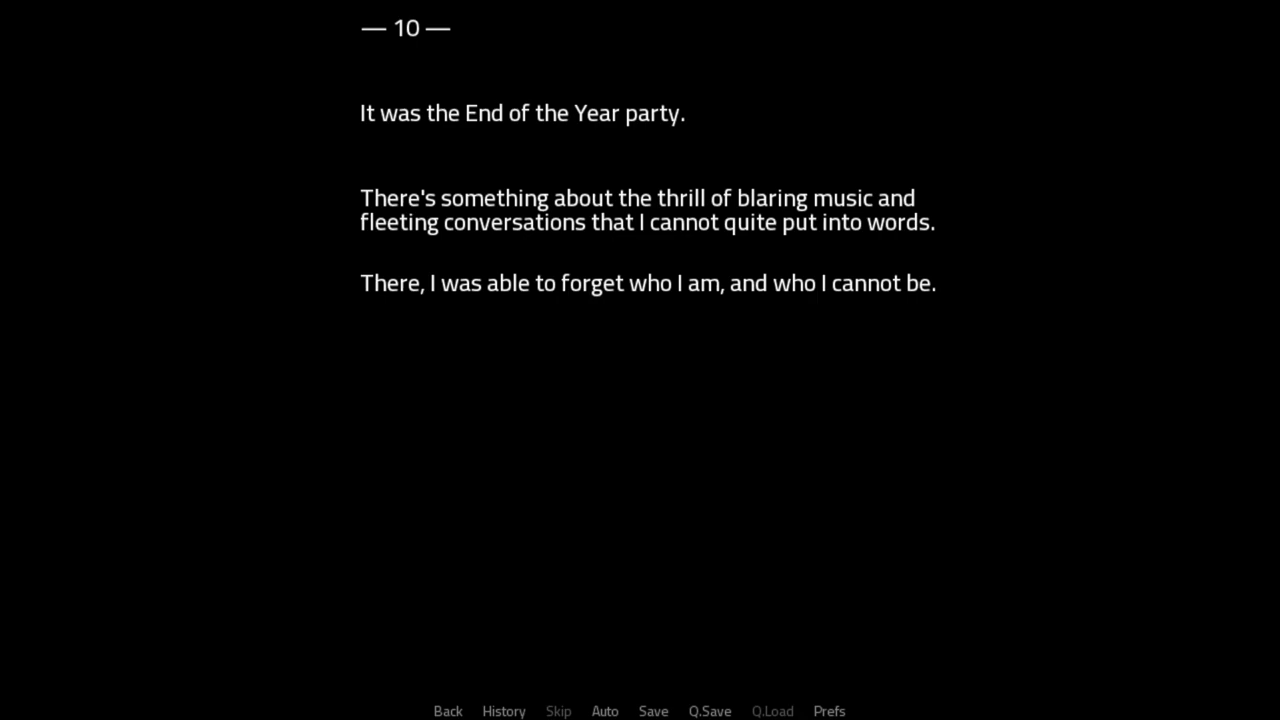 — 10 —
It was the End of the Year party.
There's something about the thrill of blaring music and
fleeting conversations that I cannot quite put into words.
There, I was able to forget who I am, and who I cannot be.
Back History Skip Auto Save Q.Save Q.Load Prefs